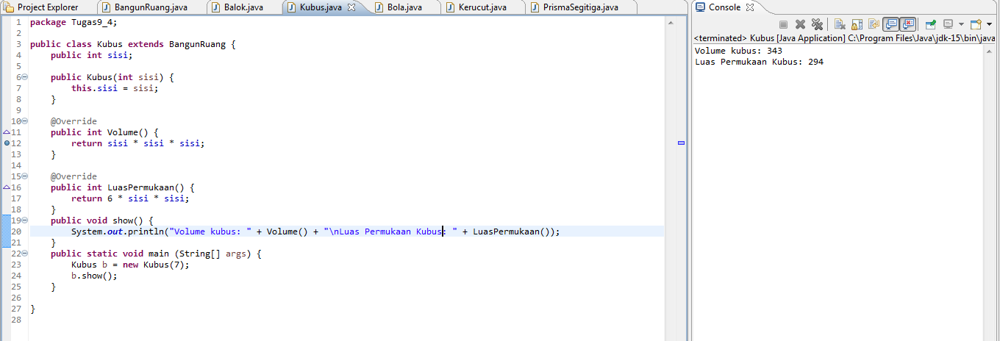 Project Explorer BangunRuang.java Balok.java Kubus.java Bola.java Kerucut.java PrismaSegitiga.java
1 package Tugas9_4;
2
3 public class Kubus extends BangunRuang {
4 public int sisi;
5
6 public Kubus(int sisi) {
7 this.sisi = sisi;
8 }
9
10 @Override
11 public int Volume() {
12 return sisi * sisi * sisi;
13 }
14
15 @Override
16 public int LuasPermukaan() {
17 return 6 * sisi * sisi;
18 }
19 public void show() {
20 System.out.println("Volume kubus: " + Volume() + "\nLuas Permukaan Kubus: " + LuasPermukaan());
21 }
22 public static void main (String[] args) {
23 Kubus b = new Kubus(7);
24 b.show();
25 }
26
27 }
28
Console
<terminated> Kubus [Java Application] C:\Program Files\Java\jdk-15\bin\java
Volume kubus: 343
Luas Permukaan Kubus: 294